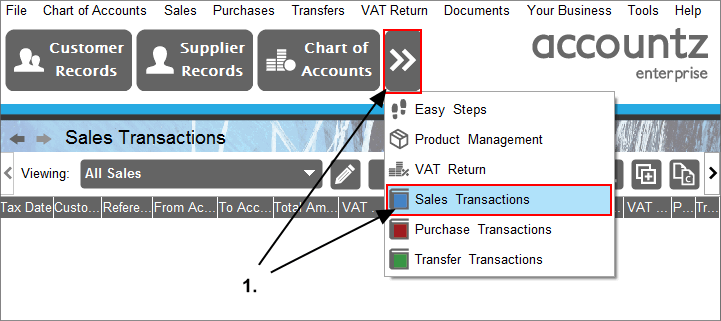 File Chart of Accounts Sales Purchases Transfers VAT Return Documents Your Business Tools Help
Customer Records
Supplier Records
Chart of Accounts
accountz
enterprise
Easy Steps
Product Management
VAT Return
Sales Transactions
Purchase Transactions
Transfer Transactions
Sales Transactions
Viewing: All Sales
Tax Date Custo... Refere... From Ac... To Acc... Total Am... VAT ... VAT ... P... Tr...
1.